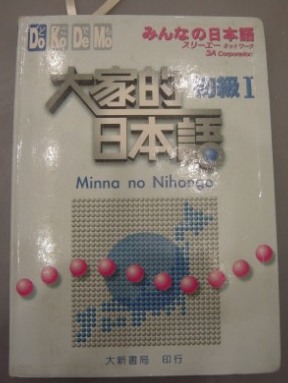 Do Ko De Mo
みんなの日本語
スリーエー ネットワーク
3A Corporation
大家的
日本語
初級 I
Minna no Nihongo
大新書局 印行